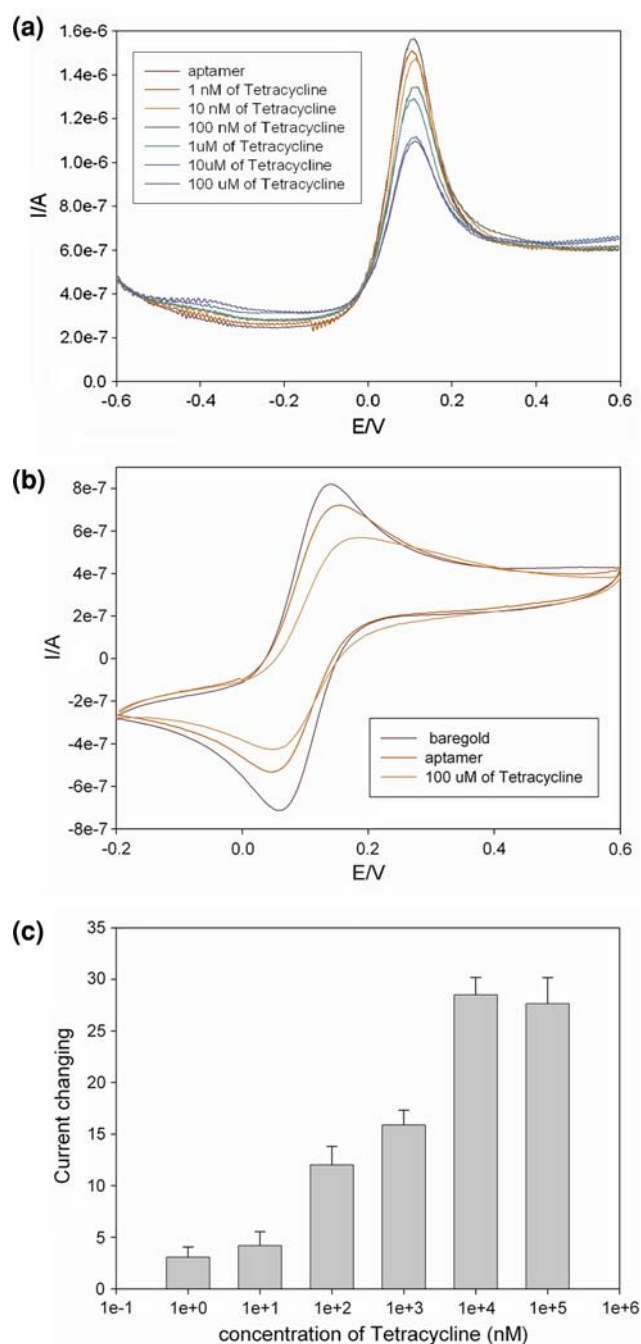 (a)
1.6e-6
1.4e-6
1.2e-6
1.0e-6
8.0e-7
6.0e-7
4.0e-7
2.0e-7
0.0
I/A
aptamer
1 nM of Tetracycline
10 nM of Tetracycline
100 nM of Tetracycline
1uM of Tetracycline
10uM of Tetracycline
100 uM of Tetracycline
-0.6 -0.4 -0.2 0.0 0.2 0.4 0.6
E/V
(b)
8e-7
6e-7
4e-7
2e-7
0
-2e-7
-4e-7
-6e-7
-8e-7
I/A
baregold
aptamer
100 uM of Tetracycline
-0.2 0.0 0.2 0.4 0.6
E/V
(c)
35
30
25
20
15
10
5
0
Current changing
1e-1 1e+0 1e+1 1e+2 1e+3 1e+4 1e+5 1e+6
concentration of Tetracycline (nM)